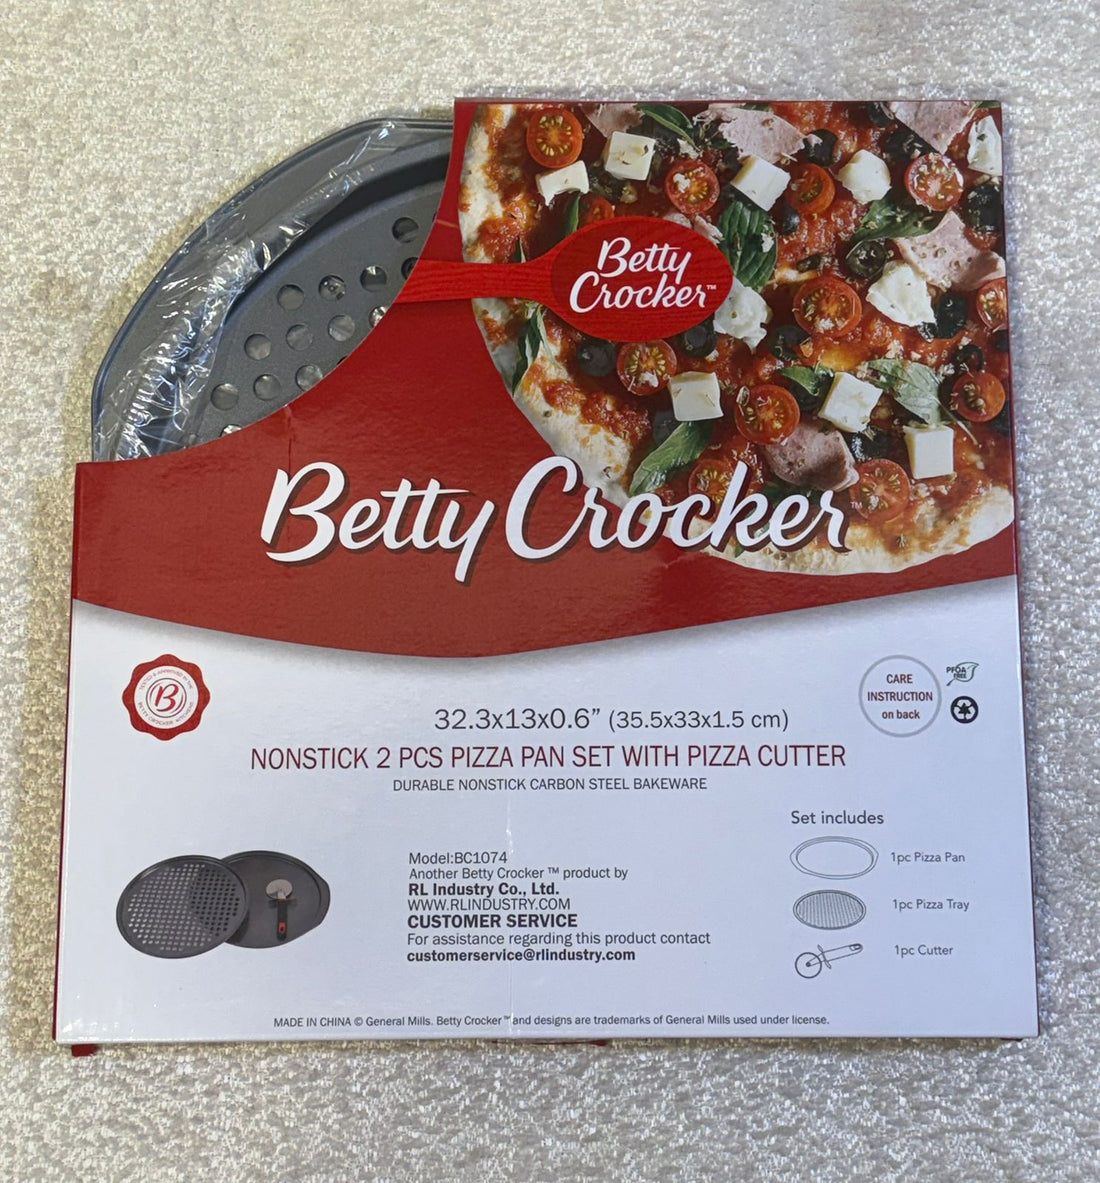 Betty
Crocker™
Betty Crocker™
CARE
INSTRUCTION
on back
PFOA
FREE
B
32.3x13x0.6” (35.5x33x1.5 cm)
NONSTICK 2 PCS PIZZA PAN SET WITH PIZZA CUTTER
DURABLE NONSTICK CARBON STEEL BAKEWARE
Set includes
1pc Pizza Pan
1pc Pizza Tray
1pc Cutter
Model:BC1074
Another Betty Crocker ™ product by
RL Industry Co., Ltd.
WWW.RLINDUSTRY.COM
CUSTOMER SERVICE
For assistance regarding this product contact
customerservice@rlindustry.com
MADE IN CHINA © General Mills. Betty Crocker™ and designs are trademarks of General Mills used under license.